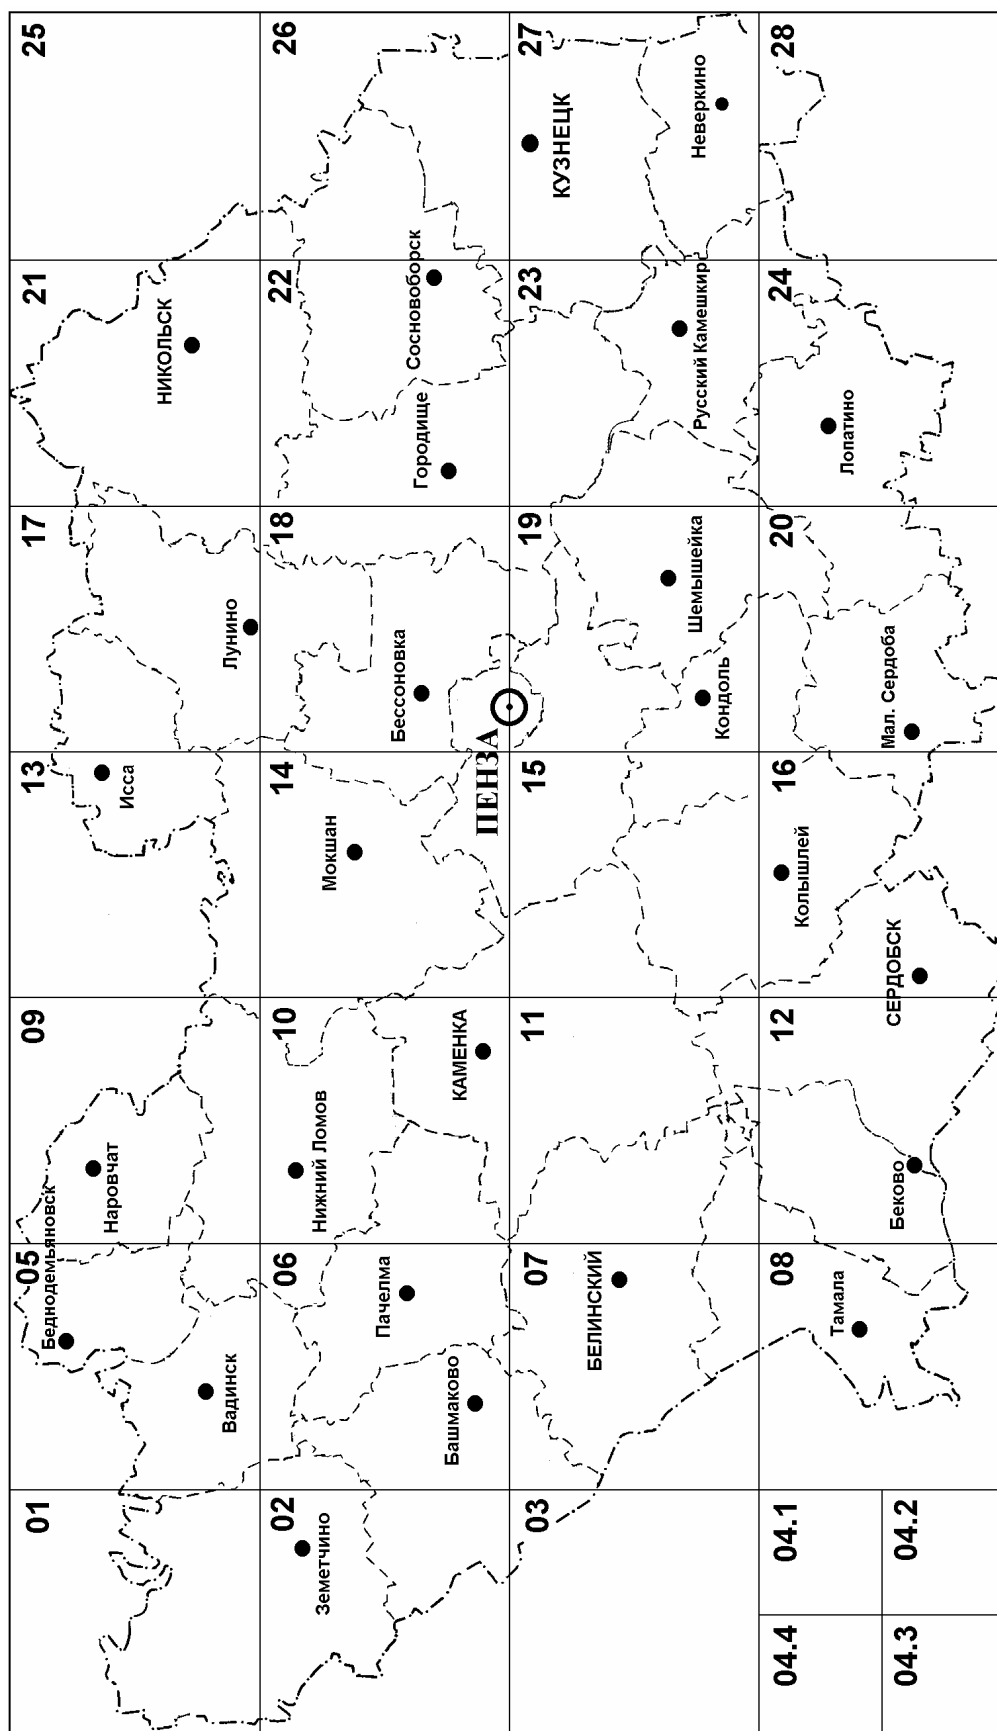 01
05
Беднодемьяновск
Наровчат
09
13
Исса
17
21
25
Вадинск
Лунино
НИКОЛЬСК
02
Земетчино
06
Нижний Ломов
10
14
Мокшан
18
22
26
Пачелма
Бессоновка
Сосновоборск
Башмаково
КАМЕНКА
Городище
ПЕНЗА
03
07
11
15
19
23
27
КУЗНЕЦК
БЕЛИНСКИЙ
Шемышейка
Русский Камешкир
Неверкино
Кондоль
04.4
04.1
08
12
16
20
24
28
Колышлей
Тамала
Лопатино
Беково
СЕРДОБСК
Мал. Сердоба
04.3
04.2